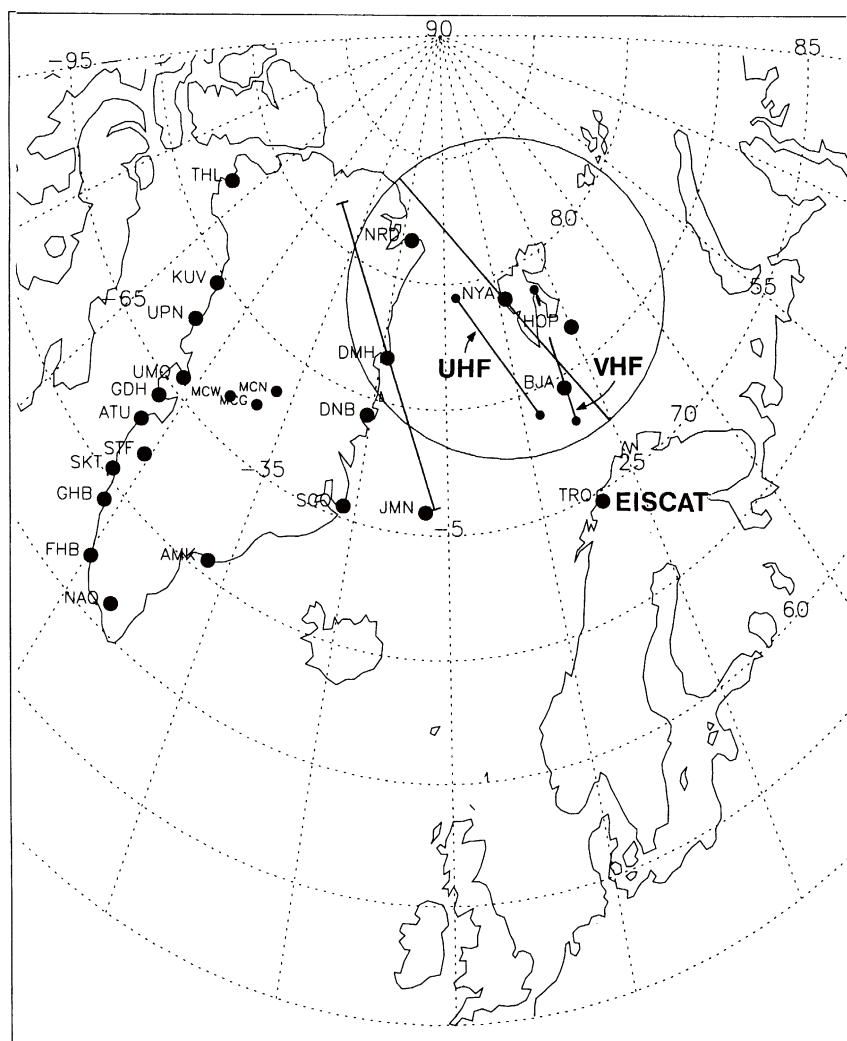 90
-95
85
THL
80
NRD
KUV
NYA
-65
55
UPN
HOP
DMH
UHF
VHF
UMQ
BJA
GDH
MCW
MCN
MCG
ATU
DNB
70
STF
25
SKT
-35
GHB
SCO
JMN
TRO
EISCAT
-5
FHB
AMK
NAQ
60